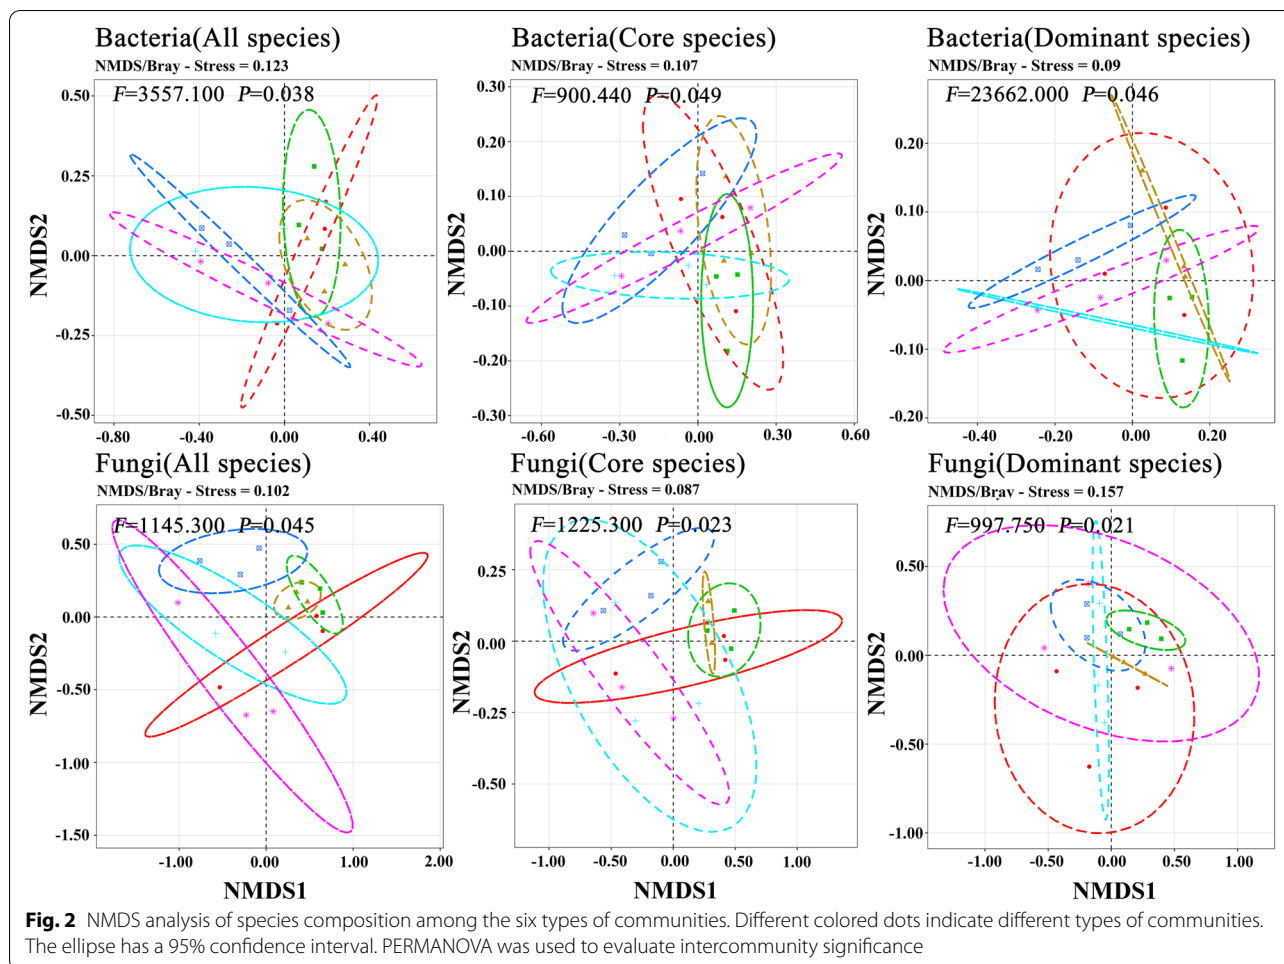 Bacteria(All species)
NMDS/Bray - Stress = 0.123
F=3557.100 P=0.038
0.50
0.25
0.00
-0.25
-0.50
NMDS2
-0.80 -0.40 0.00 0.40
Bacteria(Core species)
NMDS/Bray - Stress = 0.107
F=900.440 P=0.049
0.30
0.20
0.10
0.00
-0.10
-0.20
-0.30
NMDS2
-0.60 -0.30 0.00 0.30 0.60
Bacteria(Dominant species)
NMDS/Bray - Stress = 0.09
F=23662.000 P=0.046
0.20
0.10
0.00
-0.10
-0.20
NMDS2
-0.40 -0.20 0.00 0.20
Fungi(All species)
NMDS/Bray - Stress = 0.102
F=1145.300 P=0.045
0.50
0.00
-0.50
-1.00
-1.50
NMDS2
-1.00 0.00 1.00 2.00
NMDS1
Fungi(Core species)
NMDS/Bray - Stress = 0.087
F=1225.300 P=0.023
0.25
0.00
-0.25
-0.50
NMDS2
-1.00 -0.50 0.00 0.50 1.00
NMDS1
Fungi(Dominant species)
NMDS/Bray - Stress = 0.157
F=997.750 P=0.021
0.50
0.00
-0.50
-1.00
NMDS2
-1.00 -0.50 0.00 0.50 1.00
NMDS1
Fig. 2 NMDS analysis of species composition among the six types of communities. Different colored dots indicate different types of communities.
The ellipse has a 95% confidence interval. PERMANOVA was used to evaluate intercommunity significance